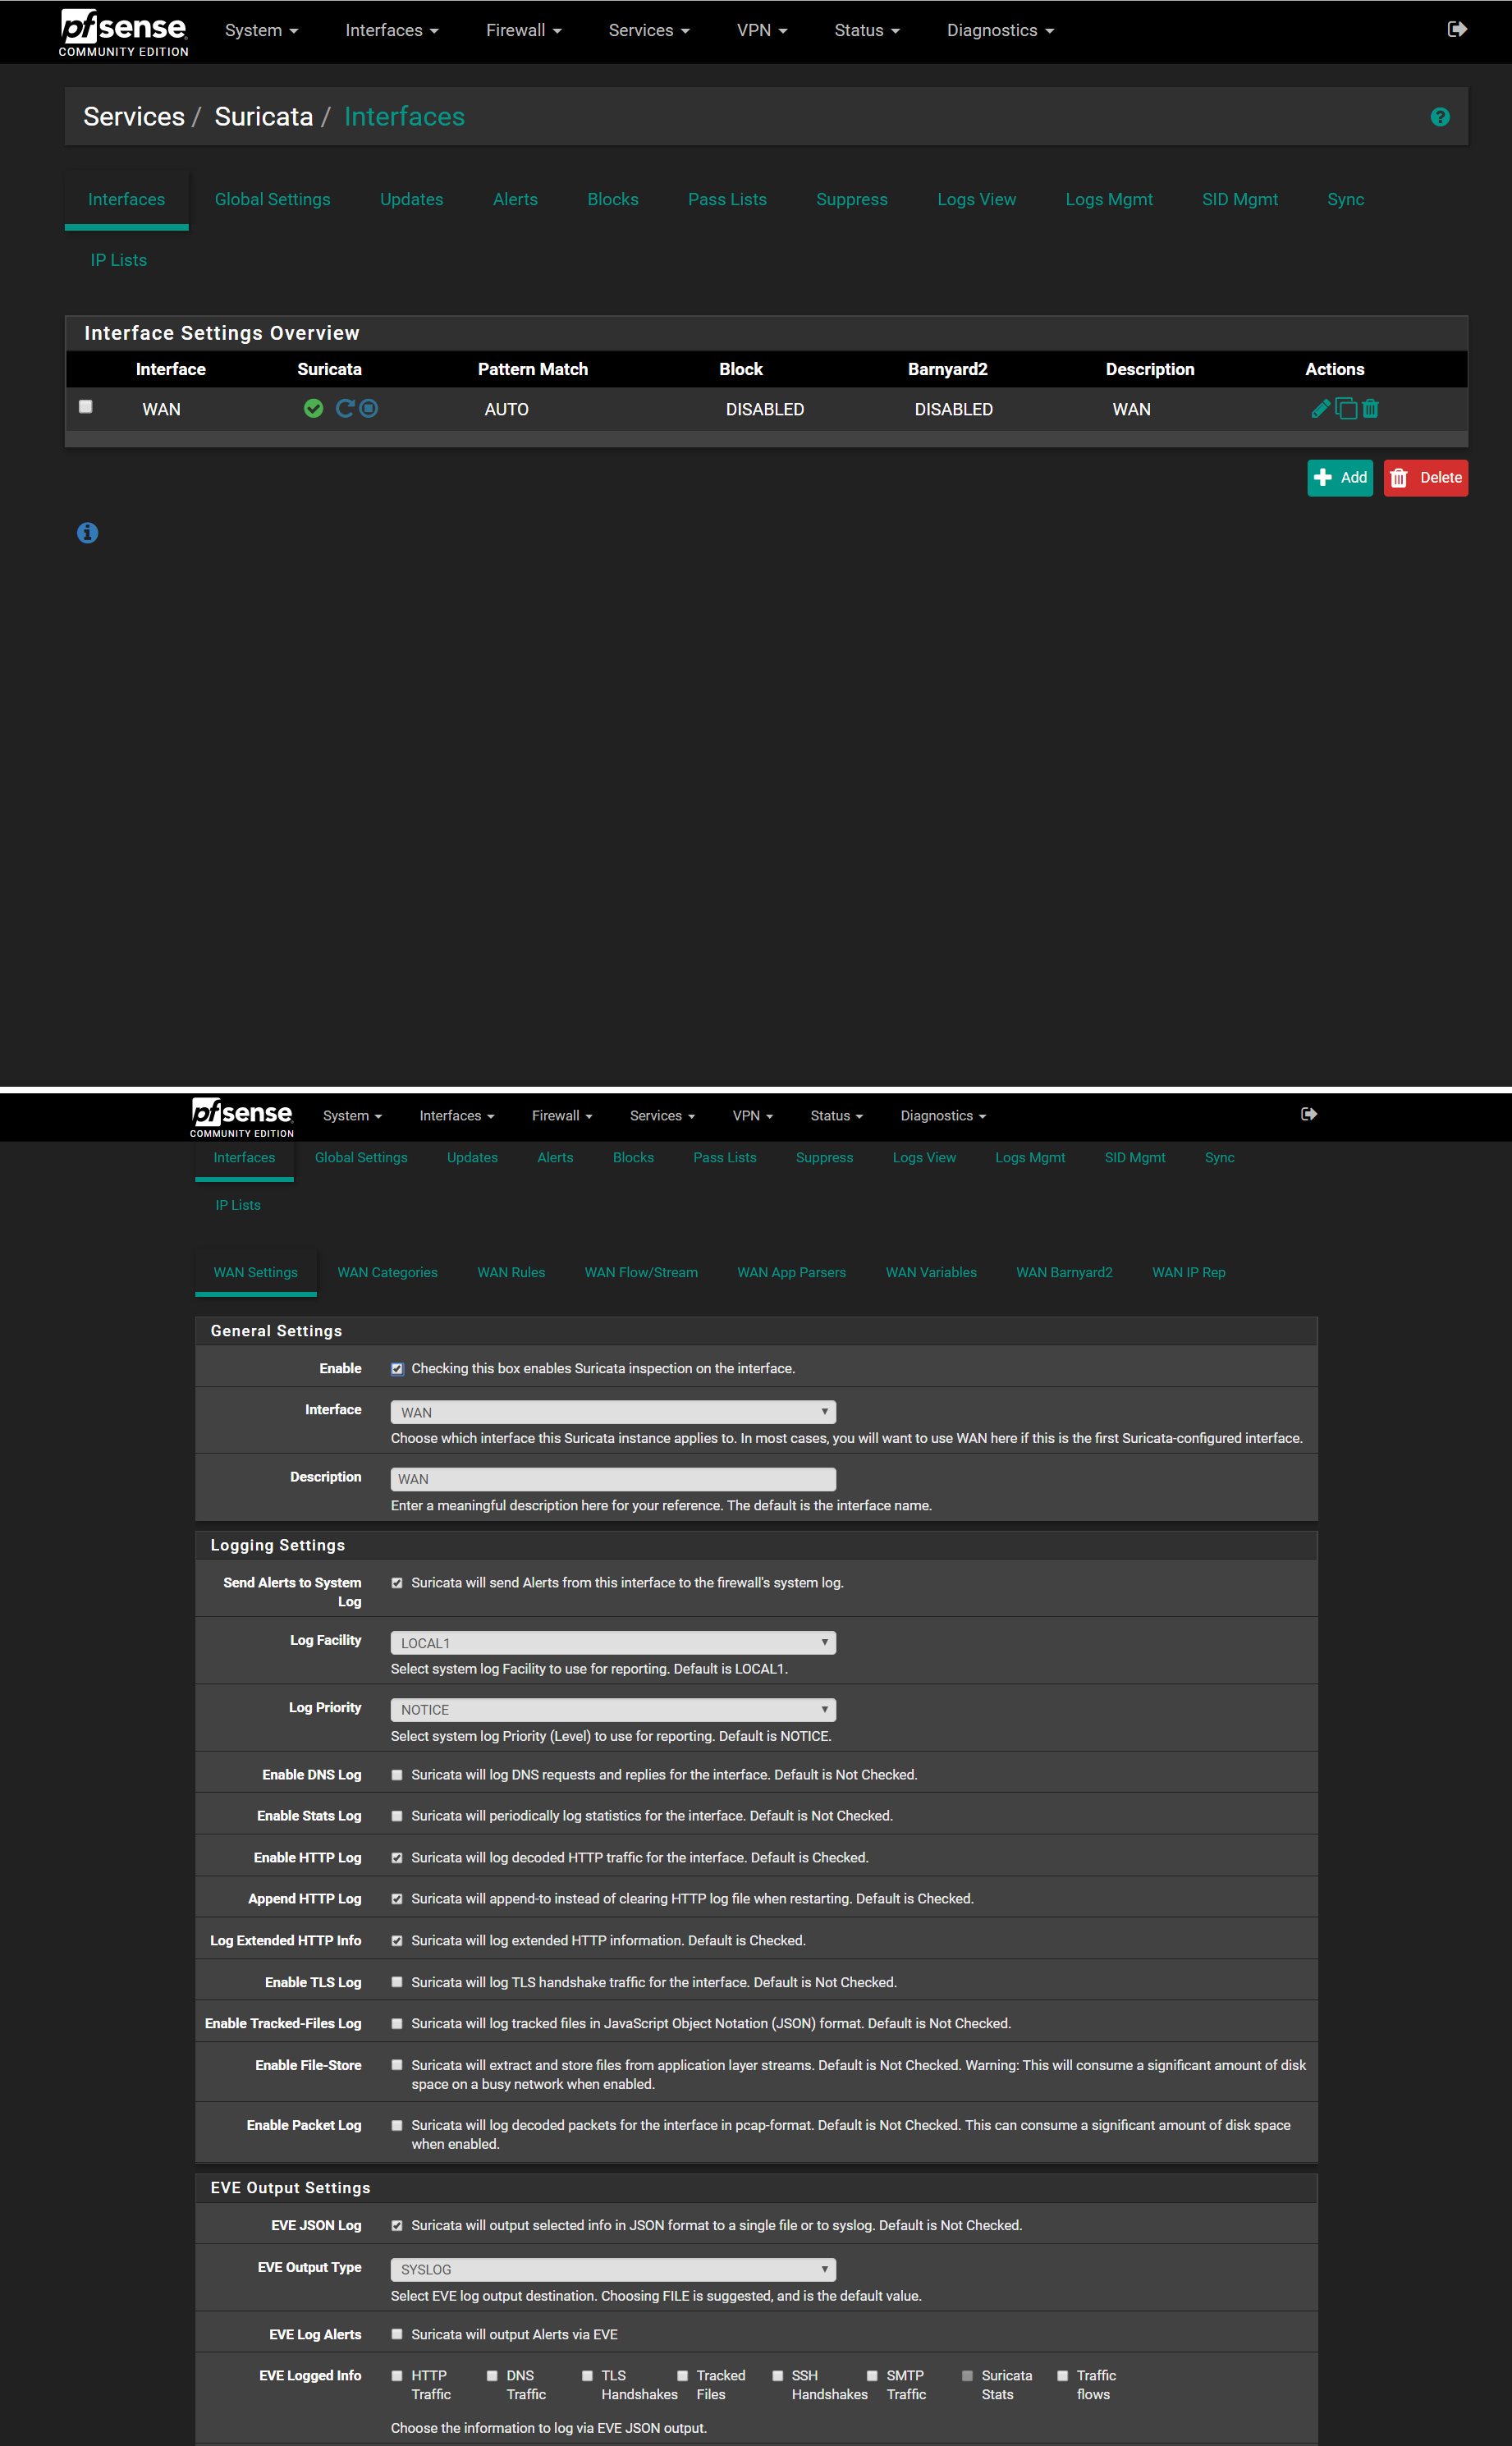 pfsense
COMMUNITY EDITION
System Interfaces Firewall Services VPN Status Diagnostics
Services / Suricata / Interfaces
Interfaces Global Settings Updates Alerts Blocks Pass Lists Suppress Logs View Logs Mgmt SID Mgmt Sync
IP Lists
Interface Settings Overview
Interface Suricata Pattern Match Block Barnyard2 Description Actions
WAN AUTO DISABLED DISABLED WAN
Add Delete
pfsense
COMMUNITY EDITION
System Interfaces Firewall Services VPN Status Diagnostics
Interfaces Global Settings Updates Alerts Blocks Pass Lists Suppress Logs View Logs Mgmt SID Mgmt Sync
IP Lists
WAN Settings WAN Categories WAN Rules WAN Flow/Stream WAN App Parsers WAN Variables WAN Barnyard2 WAN IP Rep
General Settings
Enable Checking this box enables Suricata inspection on the interface.
Interface WAN
Choose which interface this Suricata instance applies to. In most cases, you will want to use WAN here if this is the first Suricata-configured interface.
Description WAN
Enter a meaningful description here for your reference. The default is the interface name.
Logging Settings
Send Alerts to System Suricata will send Alerts from this interface to the firewall's system log.
Log
Log Facility LOCAL1
Select system log Facility to use for reporting. Default is LOCAL1.
Log Priority NOTICE
Select system log Priority (Level) to use for reporting. Default is NOTICE.
Enable DNS Log Suricata will log DNS requests and replies for the interface. Default is Not Checked.
Enable Stats Log Suricata will periodically log statistics for the interface. Default is Not Checked.
Enable HTTP Log Suricata will log decoded HTTP traffic for the interface. Default is Checked.
Append HTTP Log Suricata will append-to instead of clearing HTTP log file when restarting. Default is Checked.
Log Extended HTTP Info Suricata will log extended HTTP information. Default is Checked.
Enable TLS Log Suricata will log TLS handshake traffic for the interface. Default is Not Checked.
Enable Tracked-Files Log Suricata will log tracked files in JavaScript Object Notation (JSON) format. Default is Not Checked.
Enable File-Store Suricata will extract and store files from application layer streams. Default is Not Checked. Warning: This will consume a significant amount of disk
space on a busy network when enabled.
Enable Packet Log Suricata will log decoded packets for the interface in pcap-format. Default is Not Checked. This can consume a significant amount of disk space
when enabled.
EVE Output Settings
EVE JSON Log Suricata will output selected info in JSON format to a single file or to syslog. Default is Not Checked.
EVE Output Type SYSLOG
Select EVE log output destination. Choosing FILE is suggested, and is the default value.
EVE Log Alerts Suricata will output Alerts via EVE
EVE Logged Info HTTP DNS TLS Tracked SSH SMTP Suricata Traffic
Traffic Traffic Handshakes Files Handshakes Traffic Stats flows
Choose the information to log via EVE JSON output.